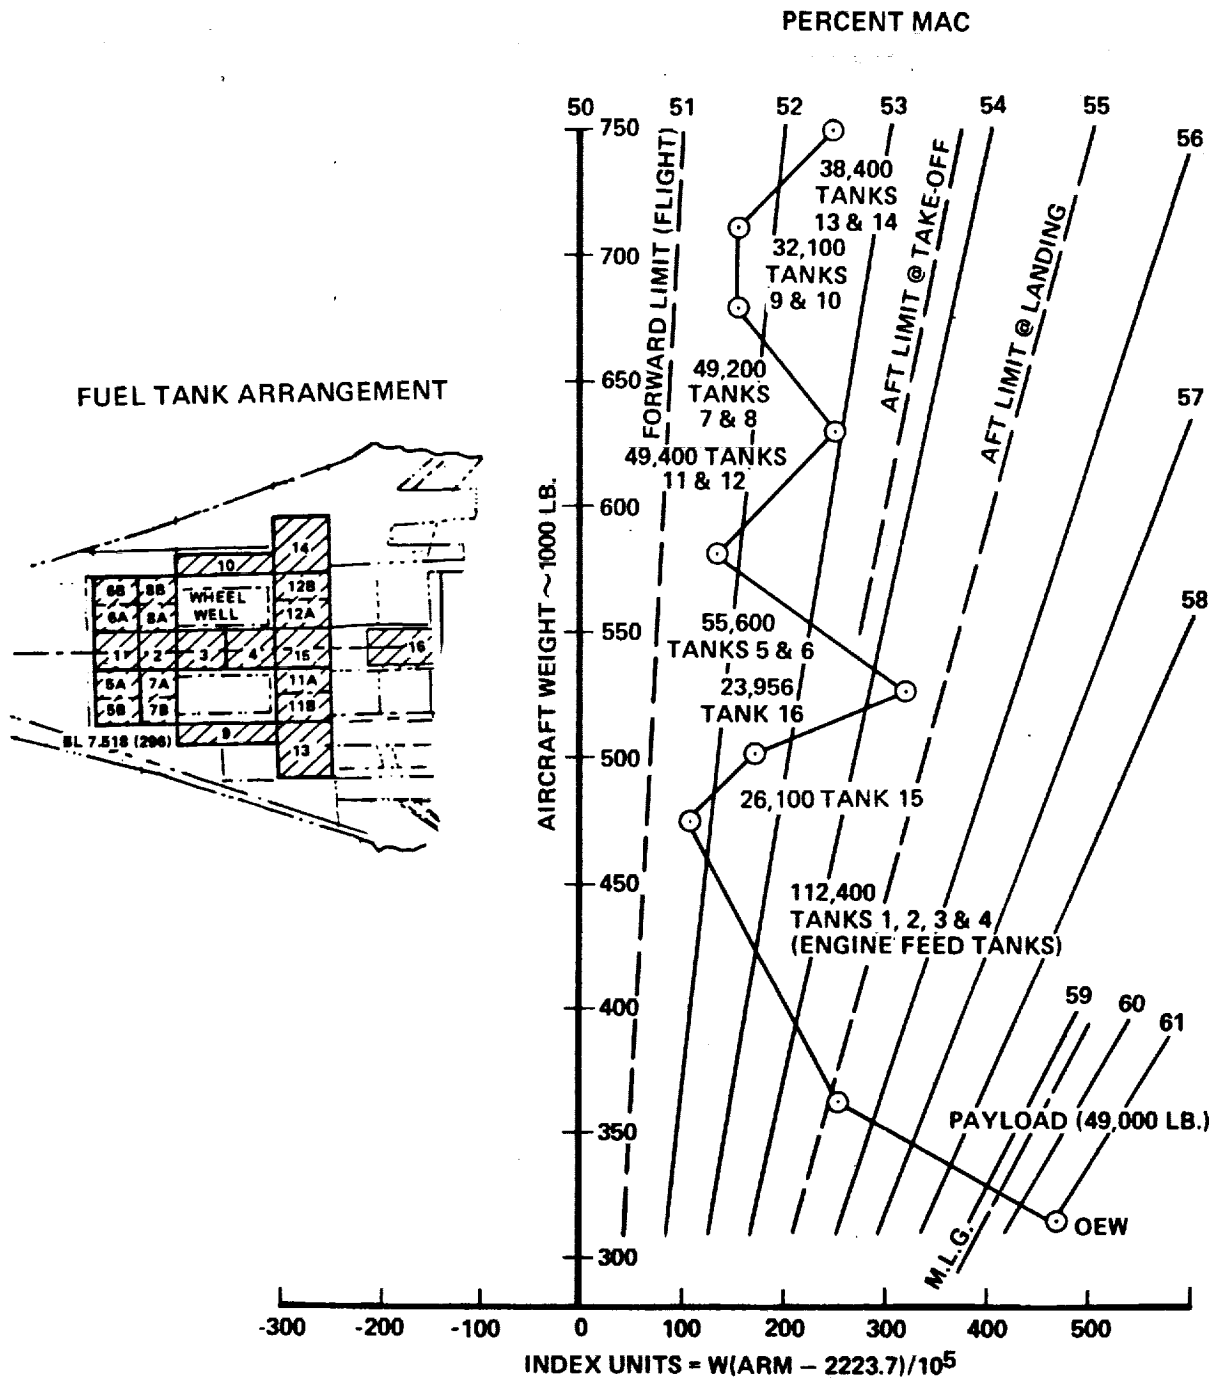 PERCENT MAC
50
51
52
53
54
55
56
57
58
59
60
61
750
700
650
600
550
500
450
400
350
300
AIRCRAFT WEIGHT ~ 1000 LB.
FORWARD LIMIT (FLIGHT)
AFT LIMIT @ TAKE-OFF
AFT LIMIT @ LANDING
38,400
TANKS
13 & 14
32,100
TANKS
9 & 10
49,200
TANKS
7 & 8
49,400 TANKS
11 & 12
55,600
TANKS 5 & 6
23,956
TANK 16
26,100 TANK 15
112,400
TANKS 1, 2, 3 & 4
(ENGINE FEED TANKS)
PAYLOAD (49,000 LB.)
OEW
M.L.G.
-300 -200 -100 0 100 200 300 400 500
INDEX UNITS = W(ARM – 2223.7)/10⁵
FUEL TANK ARRANGEMENT
14
10
6B 8B WHEEL 12B
6A 8A WELL 12A
1 2 3 4 15 16
5A 7A 11A
5B 7B 11B
BL 7.518 (296) 9 13